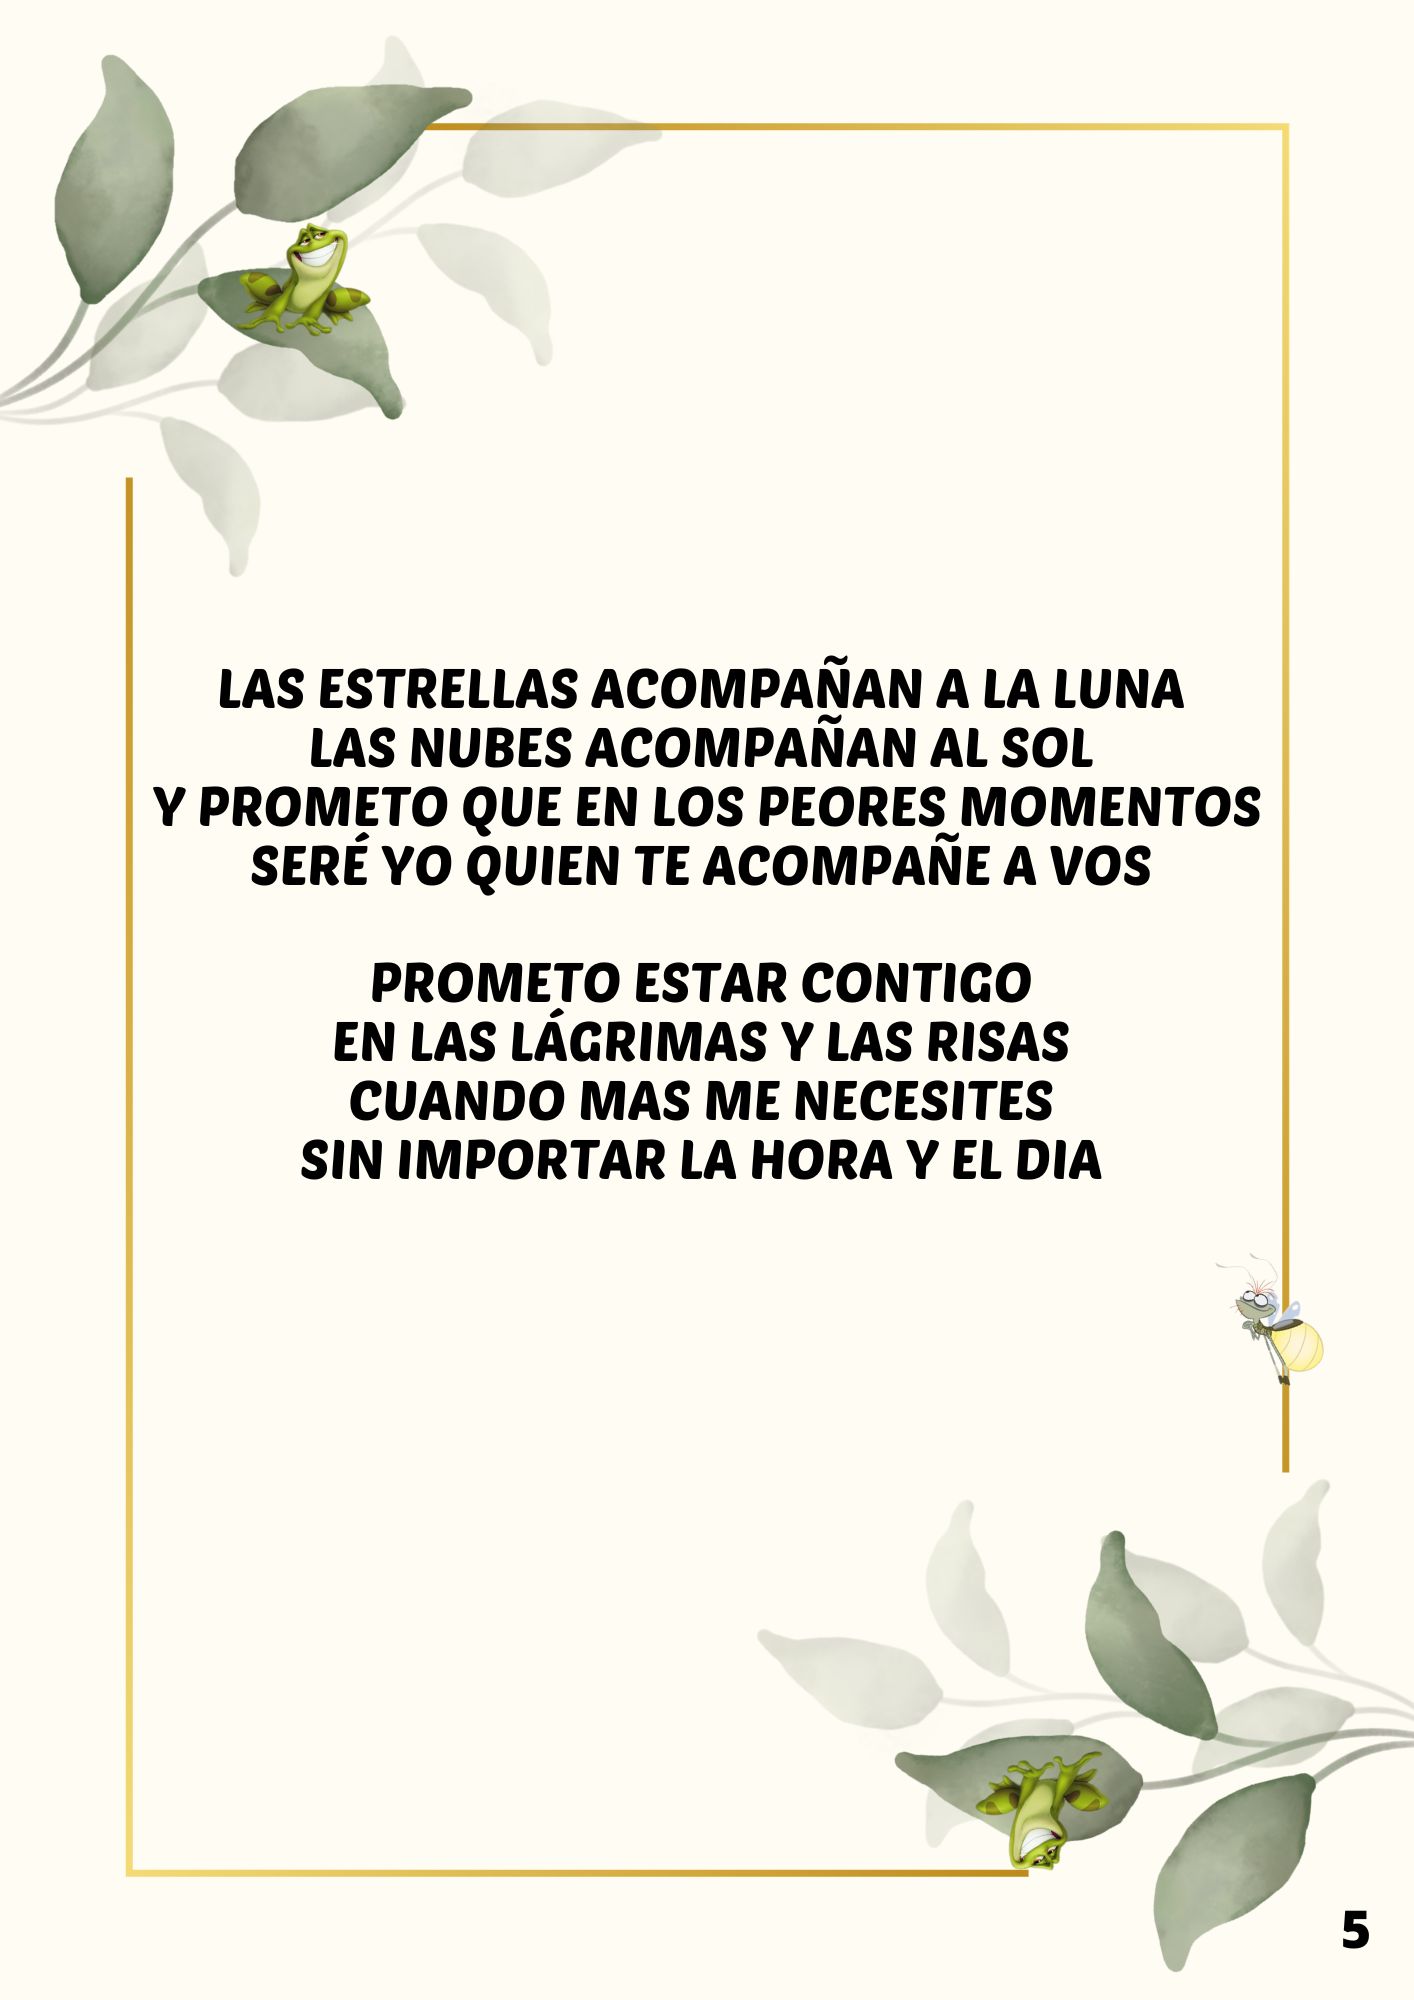 LAS ESTRELLAS ACOMPAÑAN A LA LUNA
LAS NUBES ACOMPAÑAN AL SOL
Y PROMETO QUE EN LOS PEORES MOMENTOS
SERÉ YO QUIEN TE ACOMPAÑE A VOS
PROMETO ESTAR CONTIGO
EN LAS LÁGRIMAS Y LAS RISAS
CUANDO MAS ME NECESITES
SIN IMPORTAR LA HORA Y EL DIA
5